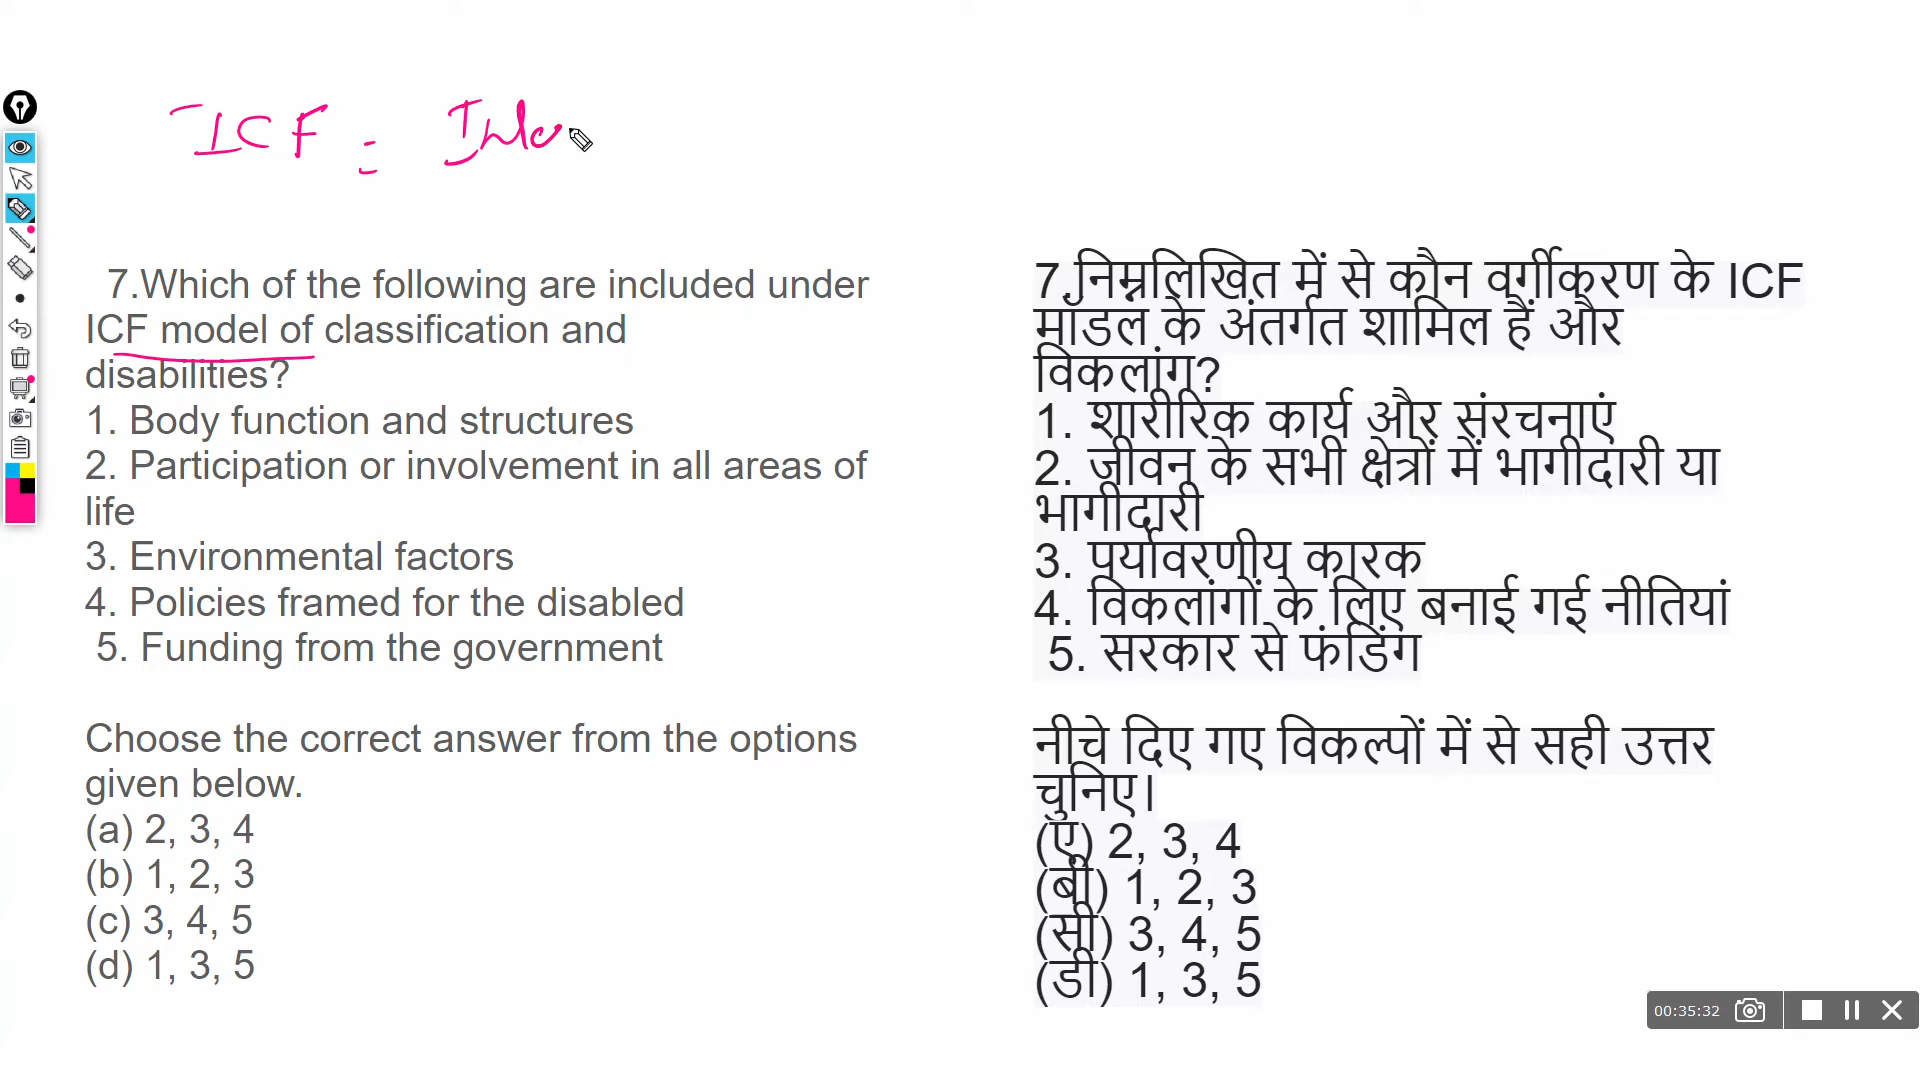 ICF = Inte
7.Which of the following are included under
ICF model of classification and
disabilities?
1. Body function and structures
2. Participation or involvement in all areas of
life
3. Environmental factors
4. Policies framed for the disabled
5. Funding from the government
Choose the correct answer from the options
given below.
(a) 2, 3, 4
(b) 1, 2, 3
(c) 3, 4, 5
(d) 1, 3, 5
7.निम्नलिखित में से कौन वर्गीकरण के ICF
मॉडल के अंतर्गत शामिल हैं और
विकलांग?
1. शारीरिक कार्य और संरचनाएं
2. जीवन के सभी क्षेत्रों में भागीदारी या
भागीदारी
3. पर्यावरणीय कारक
4. विकलांगों के लिए बनाई गई नीतियां
5. सरकार से फंडिंग
नीचे दिए गए विकल्पों में से सही उत्तर
चुनिए।
(ए) 2, 3, 4
(बी) 1, 2, 3
(सी) 3, 4, 5
(डी) 1, 3, 5
00:35:32